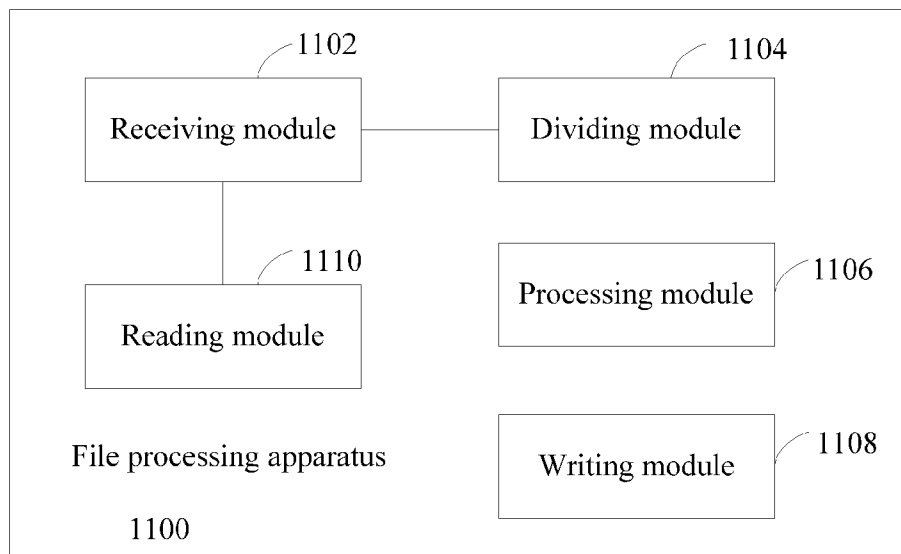 1102
1104
Receiving module
Dividing module
1110
1106
Reading module
Processing module
File processing apparatus
1108
Writing module
1100